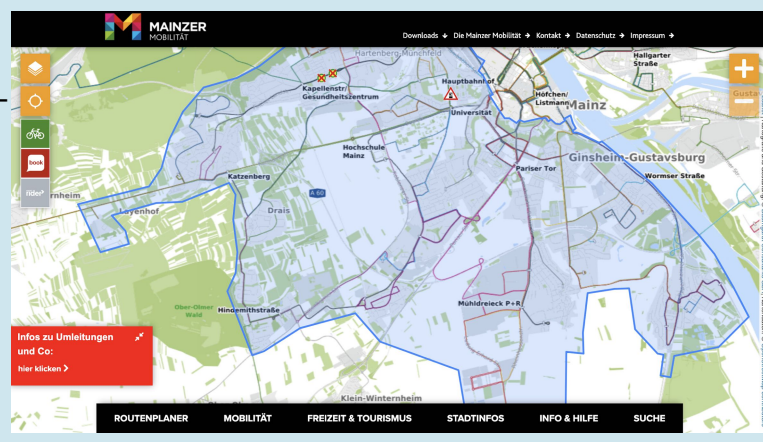 MAINZER
MOBILITÄT
Downloads
Die Mainzer Mobilität
Kontakt
Datenschutz
Impressum
Hartenberg-Münchfeld
Hallgarter
Straße
Kapellenstr/
Gesundheitszentrum
Hauptbahnhof
Höfchen/
Listmann
Mainz
Universität
Hochschule
Mainz
Ginsheim-Gustavsburg
Pariser Tor
Wormser Straße
book
Katzenberg
A 60
Layenhof
Drais
Ober-Olmer
Wald
Hindemithstraße
Mühldreieck P+R
Infos zu Umleitungen
und Co:
hier klicken
Klein-Winternheim
ROUTENPLANER
MOBILITÄT
FREIZEIT & TOURISMUS
STADTINFOS
INFO & HILFE
SUCHE